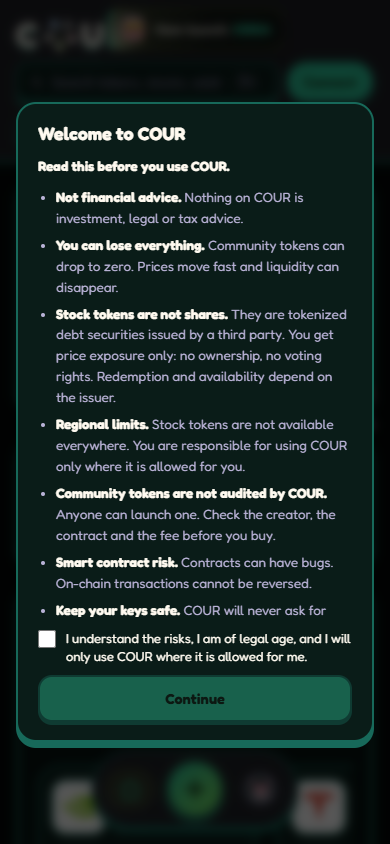 COU
Welcome to COUR
Read this before you use COUR.
• Not financial advice. Nothing on COUR is
investment, legal or tax advice.
• You can lose everything. Community tokens can
drop to zero. Prices move fast and liquidity can
disappear.
• Stock tokens are not shares. They are tokenized
debt securities issued by a third party. You get
price exposure only: no ownership, no voting
rights. Redemption and availability depend on
the issuer.
• Regional limits. Stock tokens are not available
everywhere. You are responsible for using COUR
only where it is allowed for you.
• Community tokens are not audited by COUR.
Anyone can launch one. Check the creator, the
contract and the fee before you buy.
• Smart contract risk. Contracts can have bugs.
On-chain transactions cannot be reversed.
• Keep your keys safe. COUR will never ask for
I understand the risks, I am of legal age, and I will
only use COUR where it is allowed for me.
Continue